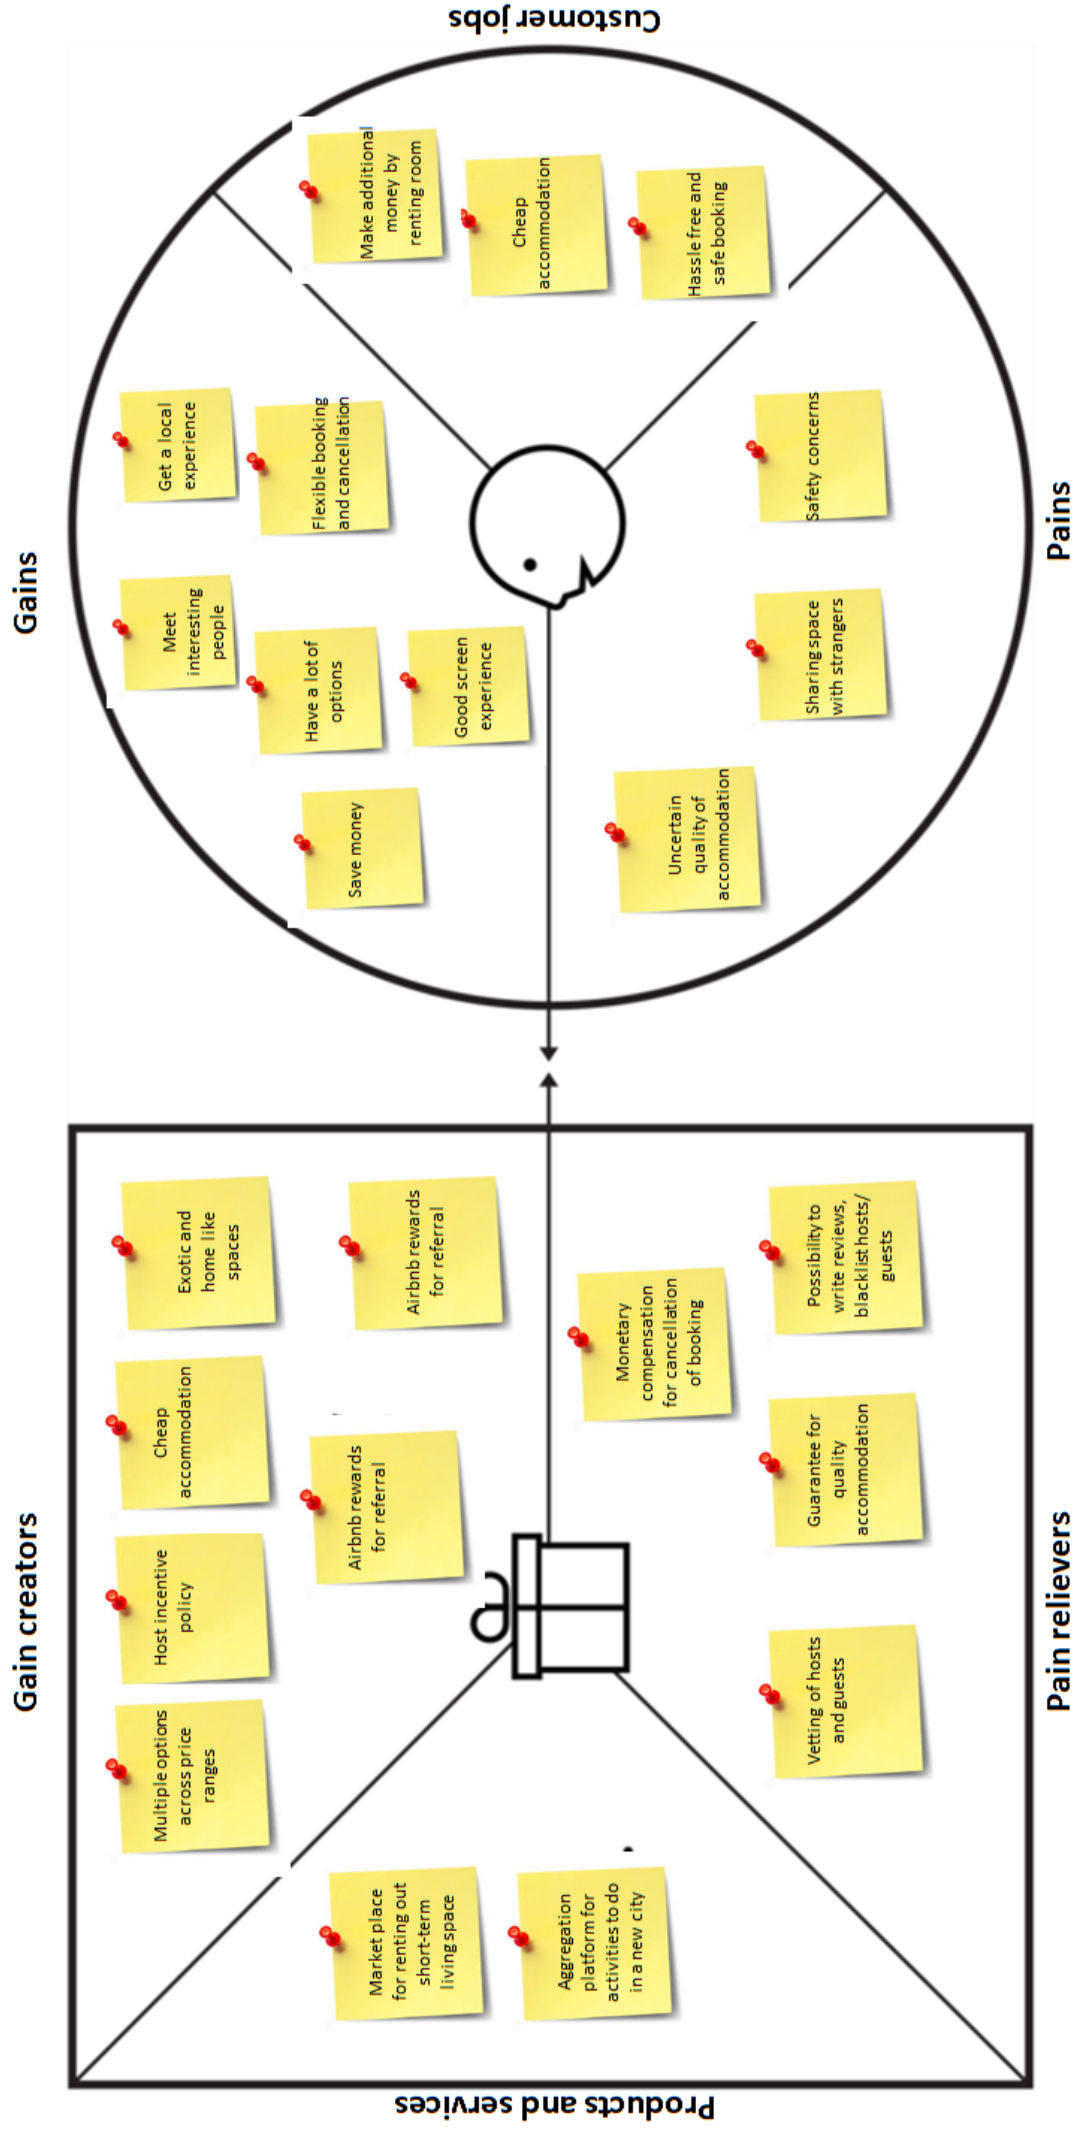 Gain creators
Gains
Multiple options
across price
ranges
Host incentive
policy
Cheap
accommodation
Exotic and
home like
spaces
Airbnb rewards
for referral
Airbnb rewards
for referral
Products and services
Market place
for renting out
short-term
living space
Aggregation
platform for
activities to do
in a new city
Monetary
compensation
for cancellation
of booking
Vetting of hosts
and guests
Guarantee for
quality
accommodation
Possibility to
write reviews,
blacklist hosts/
guests
Pain relievers
Meet
interesting
people
Get a local
experience
Save money
Have a lot of
options
Flexible booking
and cancellation
Good screen
experience
Make additional
money by
renting room
Cheap
accommodation
Hassle free and
safe booking
Customer jobs
Uncertain
quality of
accommodation
Sharing space
with strangers
Safety concerns
Pains